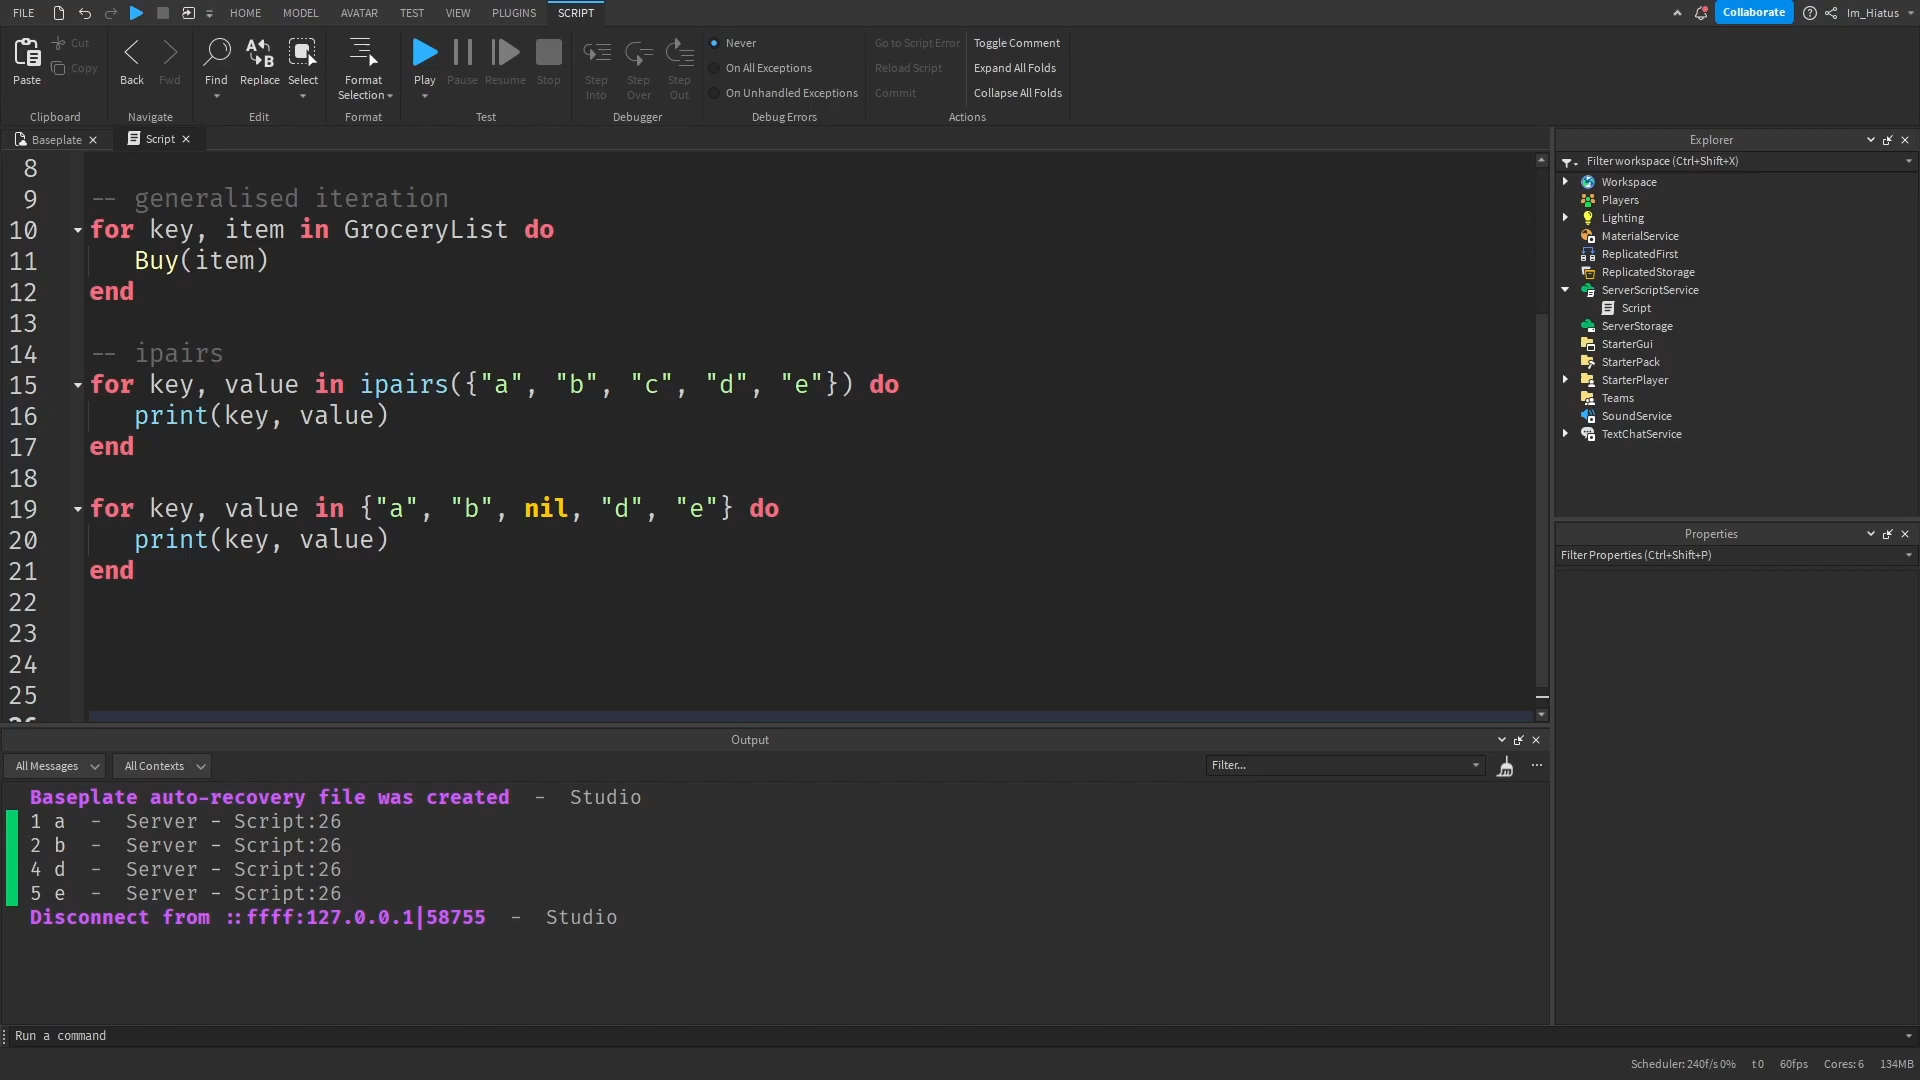 FILE HOME MODEL AVATAR TEST VIEW PLUGINS SCRIPT Collaborate Im_Hiatus
Paste Cut Copy Back Fwd Find Replace Select Format Selection Play Pause Resume Stop Step Into Step Over Step Out
Never
On All Exceptions
On Unhandled Exceptions
Go to Script Error
Reload Script
Commit
Toggle Comment
Expand All Folds
Collapse All Folds
Clipboard Navigate Edit Format Test Debugger Debug Errors Actions
Baseplate Script
8
9 -- generalised iteration
10 for key, item in GroceryList do
11 Buy(item)
12 end
13
14 -- ipairs
15 for key, value in ipairs({"a", "b", "c", "d", "e"}) do
16 print(key, value)
17 end
18
19 for key, value in {"a", "b", nil, "d", "e"} do
20 print(key, value)
21 end
22
23
24
25
Explorer
Filter workspace (Ctrl+Shift+X)
Workspace
Players
Lighting
MaterialService
ReplicatedFirst
ReplicatedStorage
ServerScriptService
Script
ServerStorage
StarterGui
StarterPack
StarterPlayer
Teams
SoundService
TextChatService
Properties
Filter Properties (Ctrl+Shift+P)
Output
All Messages All Contexts Filter...
Baseplate auto-recovery file was created - Studio
1 a - Server - Script:26
2 b - Server - Script:26
4 d - Server - Script:26
5 e - Server - Script:26
Disconnect from ::ffff:127.0.0.1|58755 - Studio
Run a command
Scheduler: 240f/s 0% t 0 60fps Cores: 6 134MB